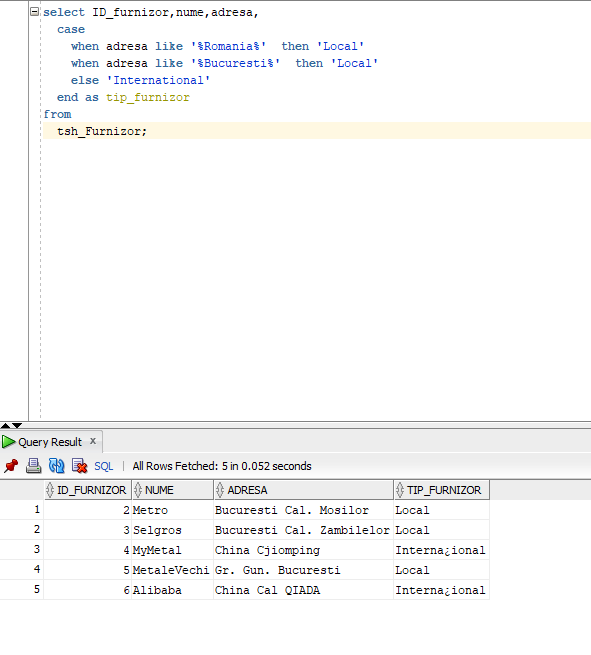 select ID_furnizor,nume,adresa,
case
when adresa like '%Romania%' then 'Local'
when adresa like '%Bucuresti%' then 'Local'
else 'International'
end as tip_furnizor
from
tsh_Furnizor;
Query Result x
SQL | All Rows Fetched: 5 in 0.052 seconds
ID_FURNIZOR NUME ADRESA TIP_FURNIZOR
1 2 Metro Bucuresti Cal. Mosilor Local
2 3 Selgros Bucuresti Cal. Zambilelor Local
3 4 MyMetal China Cjiomping Interna¿ional
4 5 MetaleVechi Gr. Gun. Bucuresti Local
5 6 Alibaba China Cal QIADA Interna¿ional